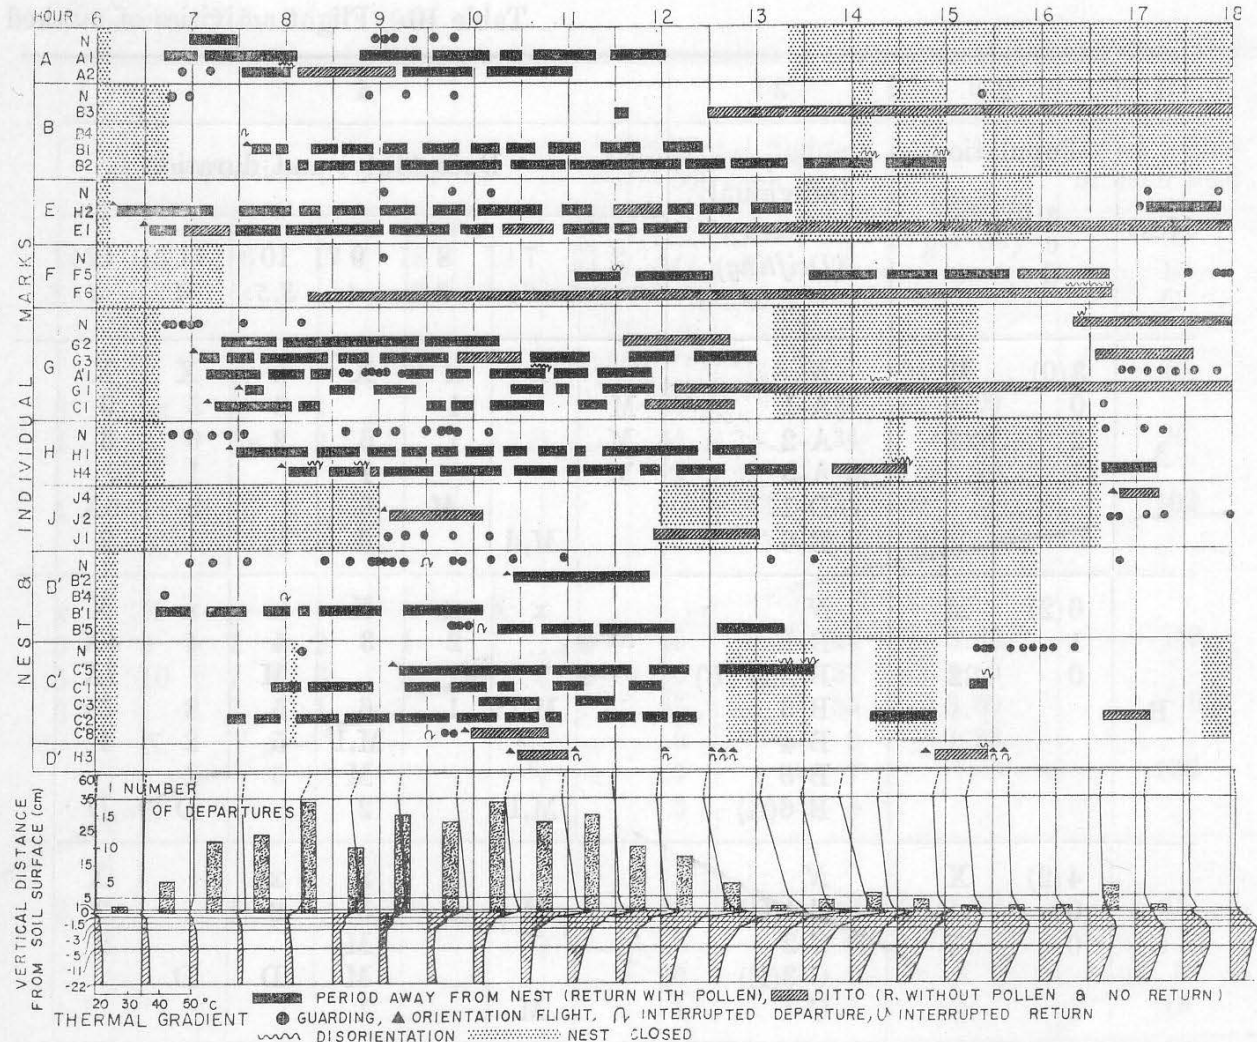 HOUR 6 7 8 9 10 11 12 13 14 15 16 17 18
NEST & INDIVIDUAL MARKS
A
N
A1
A2
B
N
B3
B4
B1
B2
E
N
H2
E1
F
N
F5
F6
G
N
G2
G3
A'1
G1
C1
H
N
H1
H4
J
J4
J2
J1
B'
N
B'2
B'4
B'1
B'5
C'
N
C'5
C'1
C'3
C'2
C'8
D' H3
VERTICAL DISTANCE
FROM SOIL SURFACE (cm)
60
35
25
15
5
0
-1.5
-3
-5
-11
-22
NUMBER
OF DEPARTURES
15
10
5
20 30 40 50 °C
PERIOD AWAY FROM NEST (RETURN WITH POLLEN), DITTO (R. WITHOUT POLLEN & NO RETURN)
THERMAL GRADIENT GUARDING, ORIENTATION FLIGHT, INTERRUPTED DEPARTURE, INTERRUPTED RETURN
DISORIENTATION NEST CLOSED